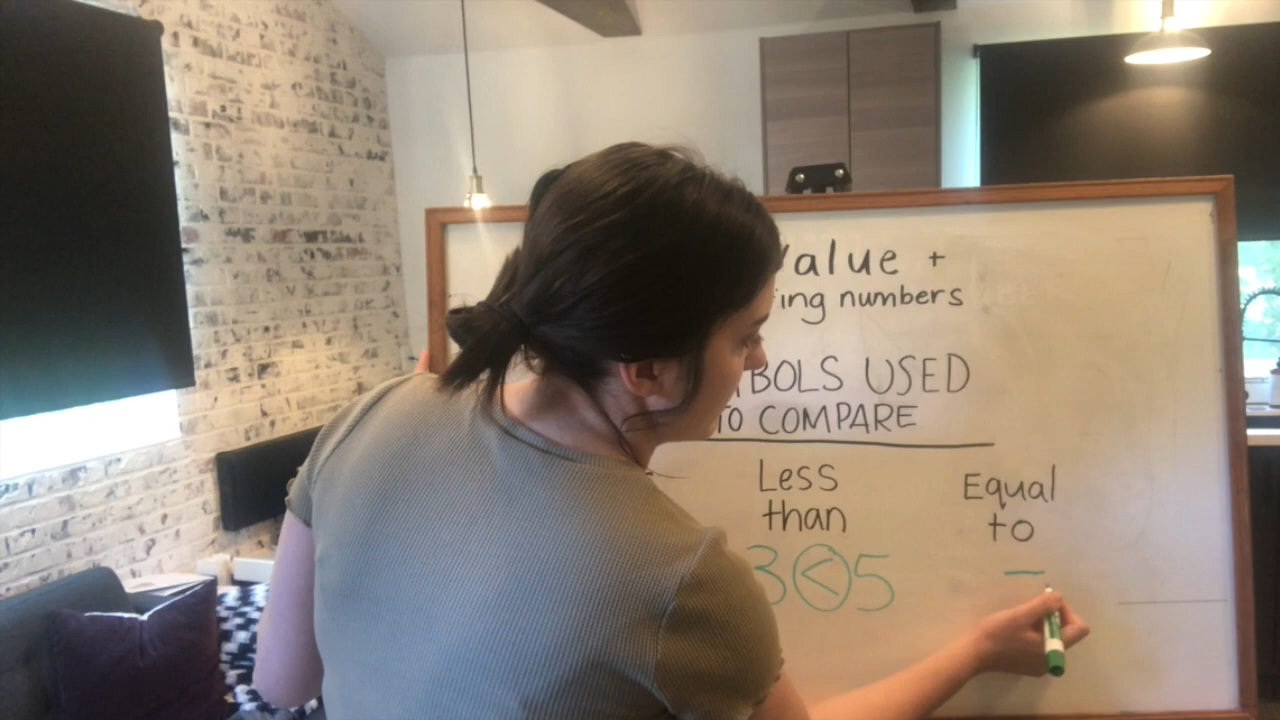 value +
ing numbers
BOLS USED
TO COMPARE
Less
than
Equal
to
3 < 5